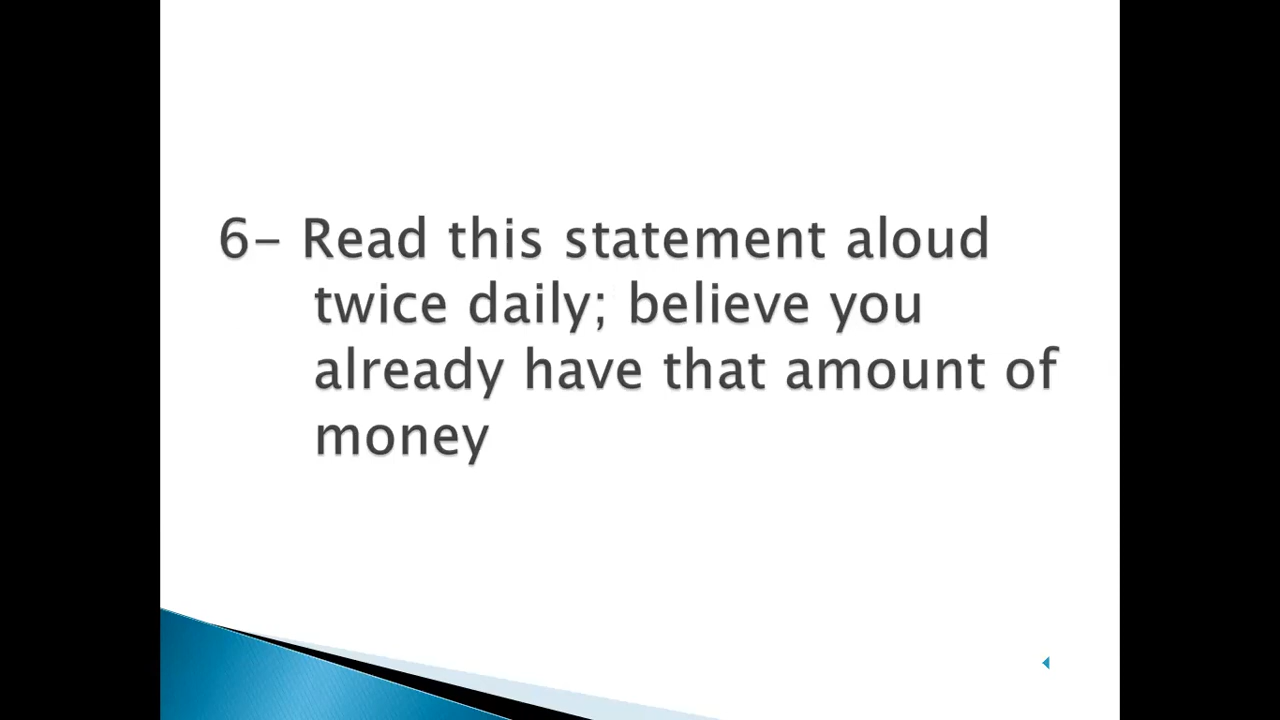 6- Read this statement aloud
twice daily; believe you
already have that amount of
money